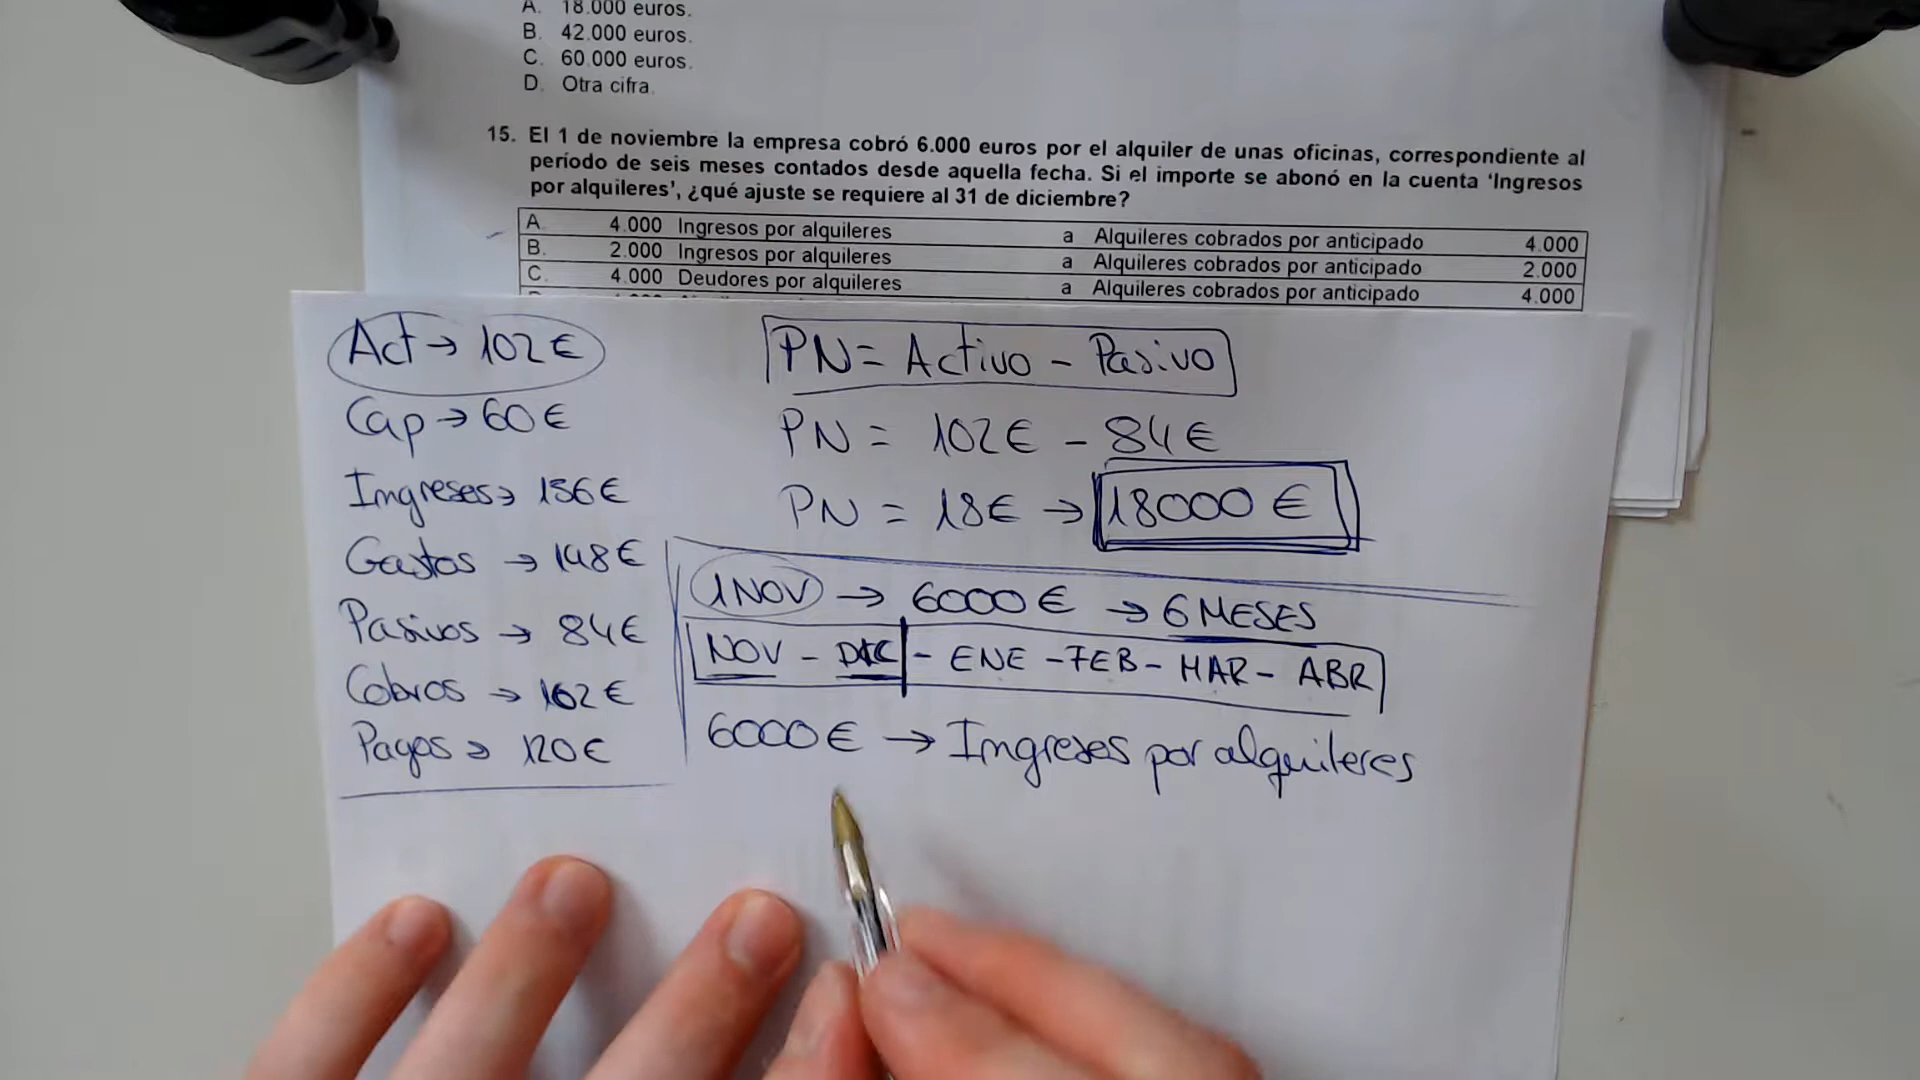 A. 18.000 euros.
B. 42.000 euros.
C. 60.000 euros.
D. Otra cifra.
15. El 1 de noviembre la empresa cobró 6.000 euros por el alquiler de unas oficinas, correspondiente al
período de seis meses contados desde aquella fecha. Si el importe se abonó en la cuenta ‘Ingresos
por alquileres’, ¿qué ajuste se requiere al 31 de diciembre?
A. 4.000 Ingresos por alquileres a Alquileres cobrados por anticipado 4.000
B. 2.000 Ingresos por alquileres a Alquileres cobrados por anticipado 2.000
C. 4.000 Deudores por alquileres a Alquileres cobrados por anticipado 4.000
Act → 102 €
Cap → 60 €
Ingresos → 156 €
Gastos → 148 €
Pasivos → 84 €
Cobros → 162 €
Pagos → 120 €
PN = Activo - Pasivo
PN = 102 € - 84 €
PN = 18 € → 18000 €
1 NOV → 6000 € → 6 MESES
NOV - DIC - ENE - FEB - MAR - ABR
6000 € → Ingresos por alquileres